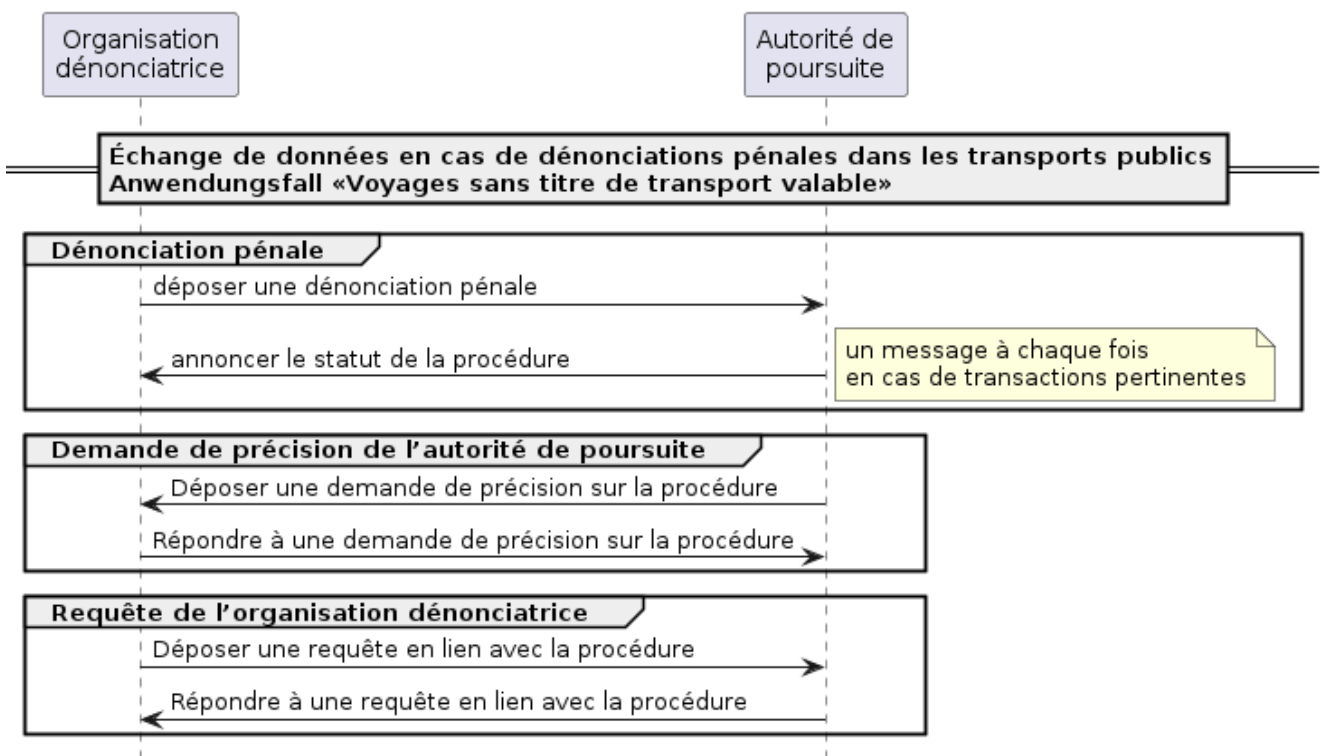 Organisation
dénonciatrice
Autorité de
poursuite
Échange de données en cas de dénonciations pénales dans les transports publics
Anwendungsfall «Voyages sans titre de transport valable»
Dénonciation pénale
déposer une dénonciation pénale
annoncer le statut de la procédure
un message à chaque fois
en cas de transactions pertinentes
Demande de précision de l’autorité de poursuite
Déposer une demande de précision sur la procédure
Répondre à une demande de précision sur la procédure
Requête de l’organisation dénonciatrice
Déposer une requête en lien avec la procédure
Répondre à une requête en lien avec la procédure